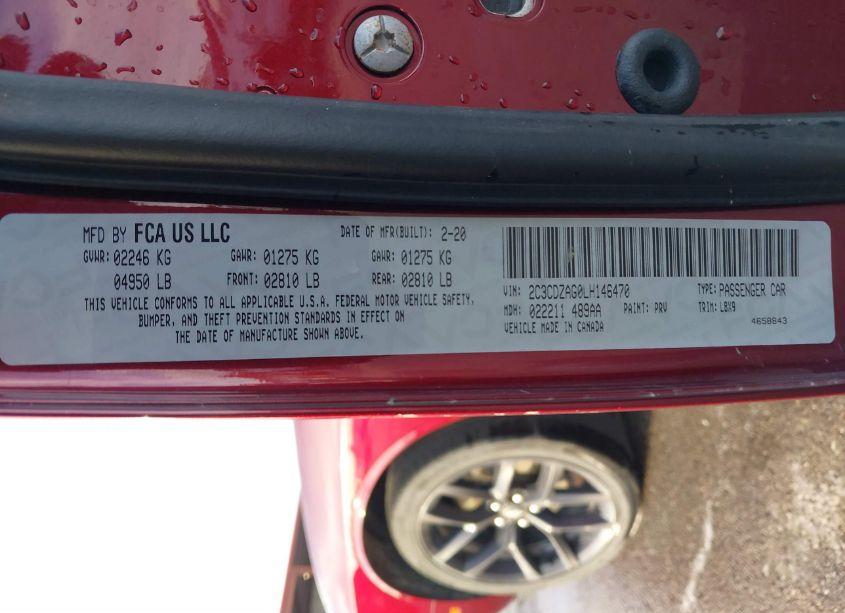 MFD BY FCA US LLC DATE OF MFR(BUILT): 2-20
GVWR: 02246 KG GAWR: 01275 KG GAWR: 01275 KG
04950 LB FRONT: 02810 LB REAR: 02810 LB
THIS VEHICLE CONFORMS TO ALL APPLICABLE U.S.A. FEDERAL MOTOR VEHICLE SAFETY,
BUMPER, AND THEFT PREVENTION STANDARDS IN EFFECT ON
THE DATE OF MANUFACTURE SHOWN ABOVE.
VIN: 2C3CDZAG0LH146470 TYPE: PASSENGER CAR
MDH: 022211 489AA PAINT: PRV TRIM: LBX9
VEHICLE MADE IN CANADA 4658843